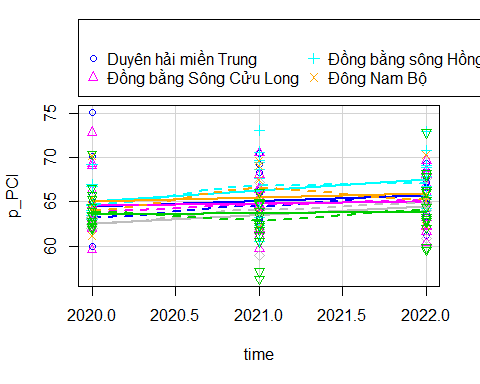 Duyên hải miền Trung Đồng bằng sông Hồng
Đồng bằng Sông Cửu Long Đông Nam Bộ
75
70
65
60
p_PCI
2020.0 2020.5 2021.0 2021.5 2022.0
time